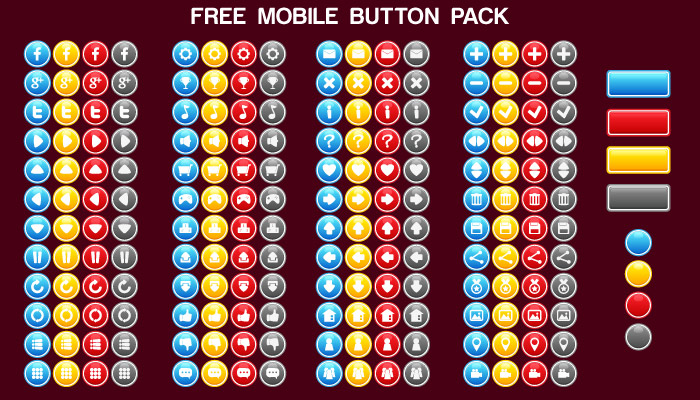 FREE MOBILE BUTTON PACK
f f f f
g+ g+ g+ g+
i i i i
? ? ? ?